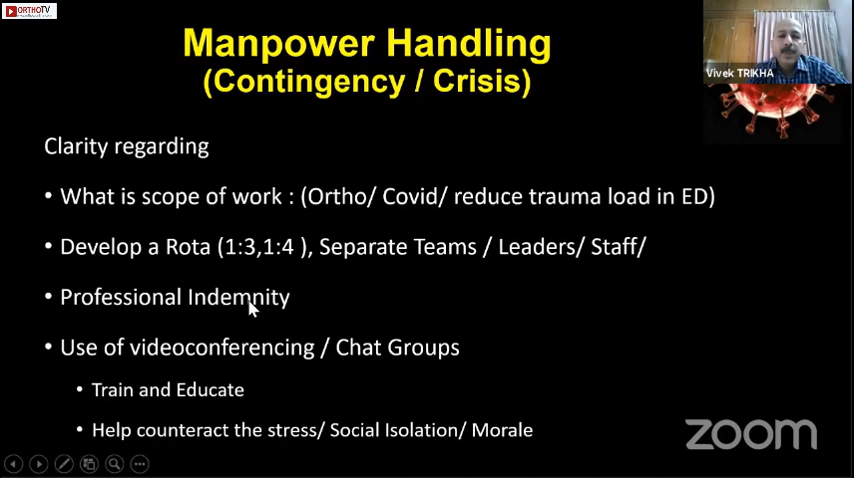 ORTHOTV
Manpower Handling
(Contingency / Crisis)
Vivek TRIKHA
Clarity regarding
• What is scope of work : (Ortho/ Covid/ reduce trauma load in ED)
• Develop a Rota (1:3,1:4 ), Separate Teams / Leaders/ Staff/
• Professional Indemnity
• Use of videoconferencing / Chat Groups
• Train and Educate
• Help counteract the stress/ Social Isolation/ Morale
zoom